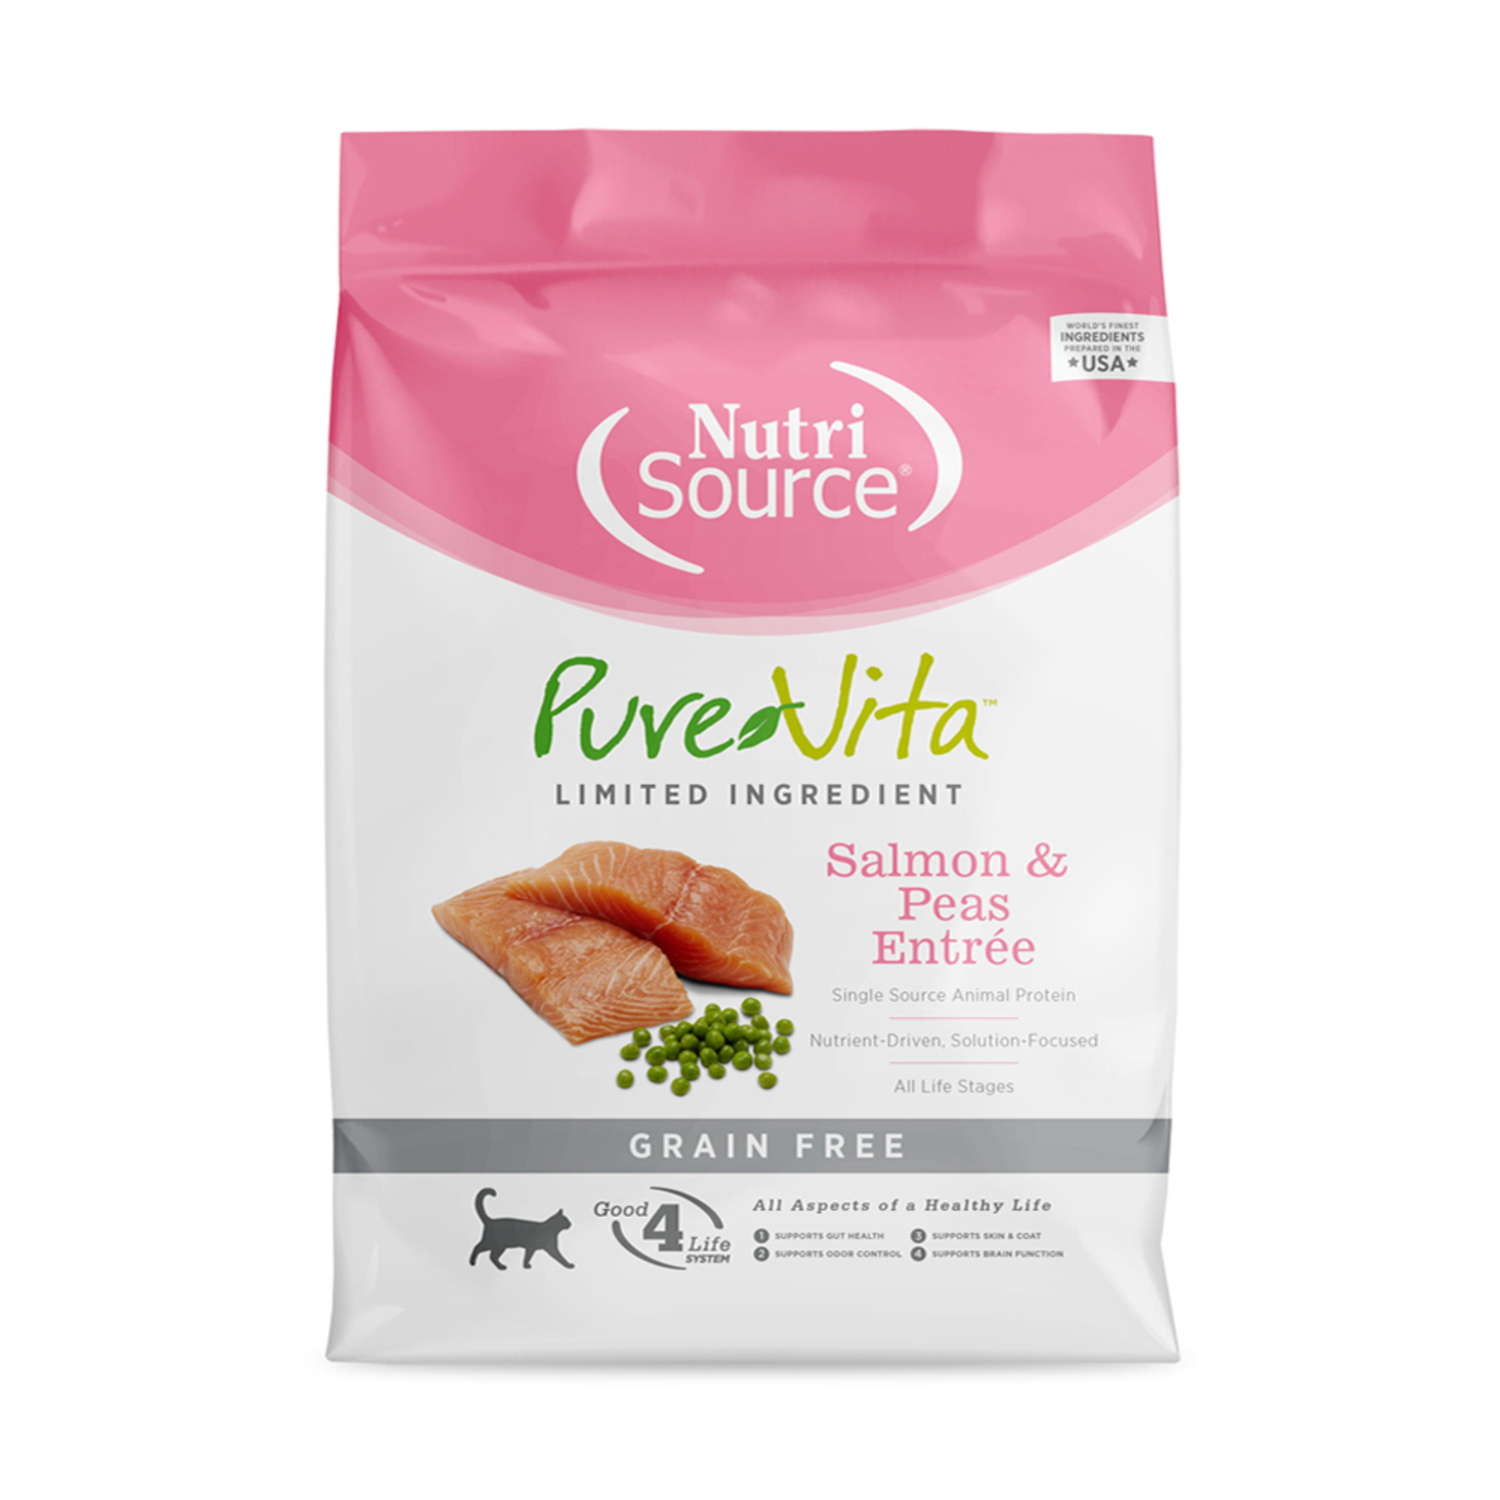 WORLD'S FINEST
INGREDIENTS
PREPARED IN THE
★USA★
Nutri
Source®
PureVita™
LIMITED INGREDIENT
Salmon &
Peas
Entrée
Single Source Animal Protein
Nutrient-Driven, Solution-Focused
All Life Stages
GRAIN FREE
Good
4
Life
SYSTEM
All Aspects of a Healthy Life
1 SUPPORTS GUT HEALTH
2 SUPPORTS ODOR CONTROL
3 SUPPORTS SKIN & COAT
4 SUPPORTS BRAIN FUNCTION